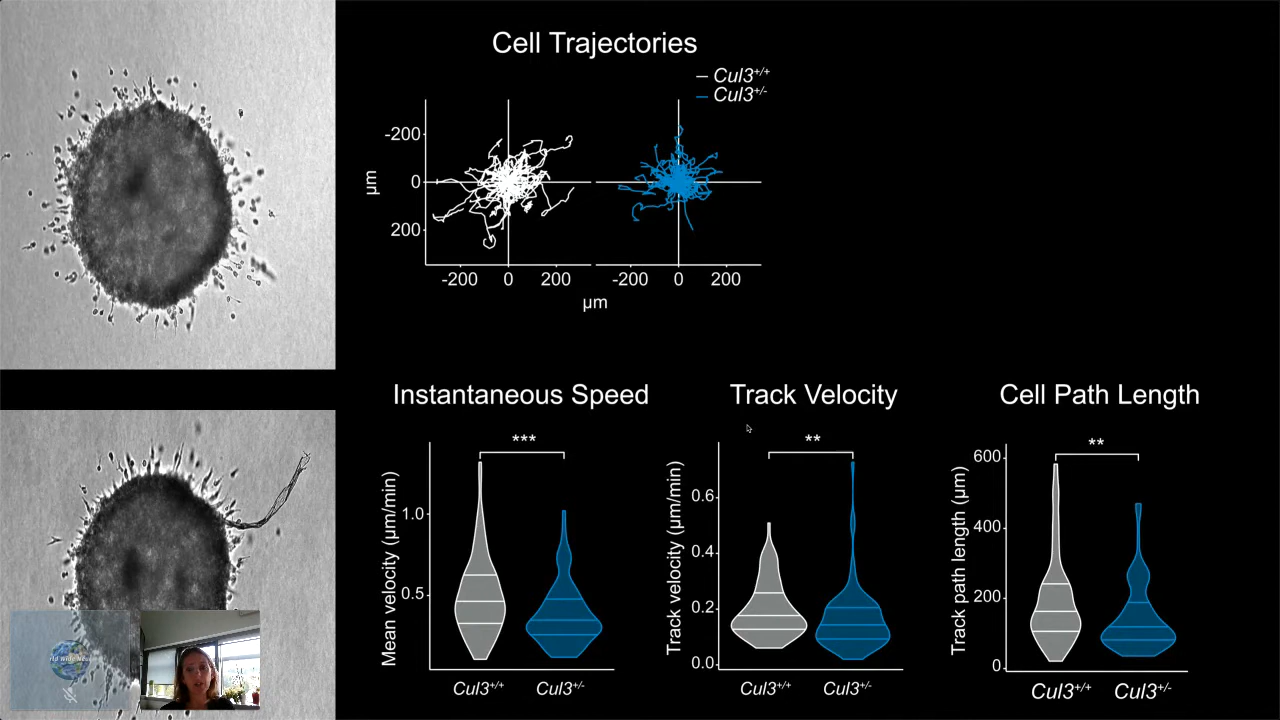 Cell Trajectories
Cul3+/+
Cul3+/-
-200
0
200
µm
-200 0 200
-200 0 200
µm
Instantaneous Speed
Track Velocity
Cell Path Length
***
**
**
Mean velocity (µm/min)
1.0
0.5
Track velocity (µm/min)
0.6
0.4
0.2
0.0
Track path length (µm)
600
400
200
0
Cul3+/+ Cul3+/-
Cul3+/+ Cul3+/-
Cul3+/+ Cul3+/-